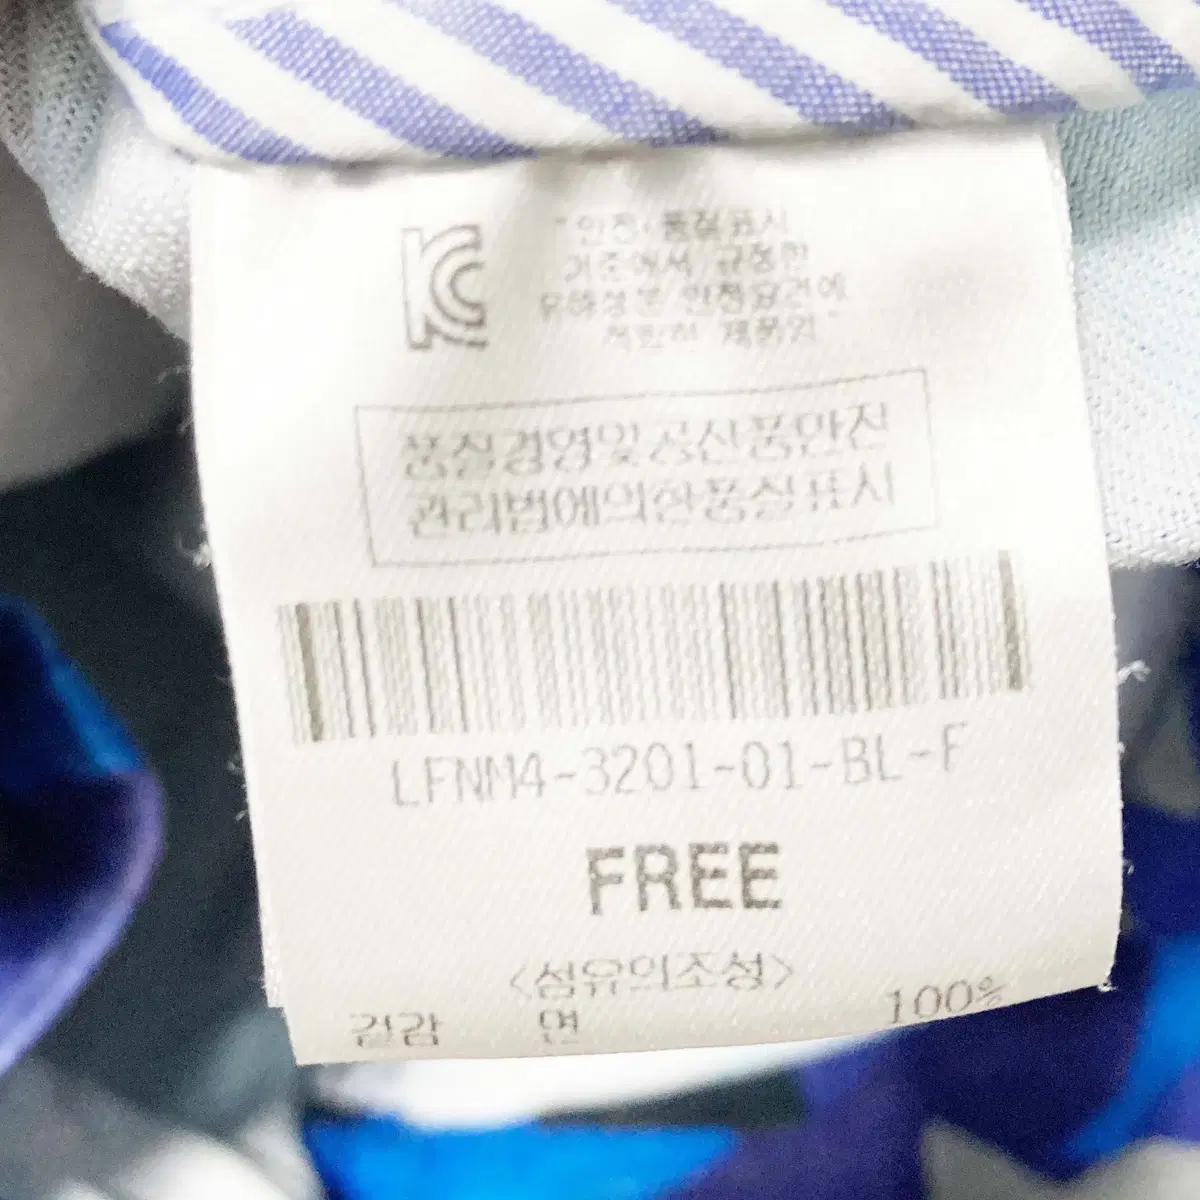 KC
"안전·품질표시
기준에서 규정한
유해성분 안전요건에
적합한 제품임"
품질경영및공산품안전
관리법에의한품질표시
LFNM4-3201-01-BL-F
FREE
<섬유의조성>
겉감 면 100%